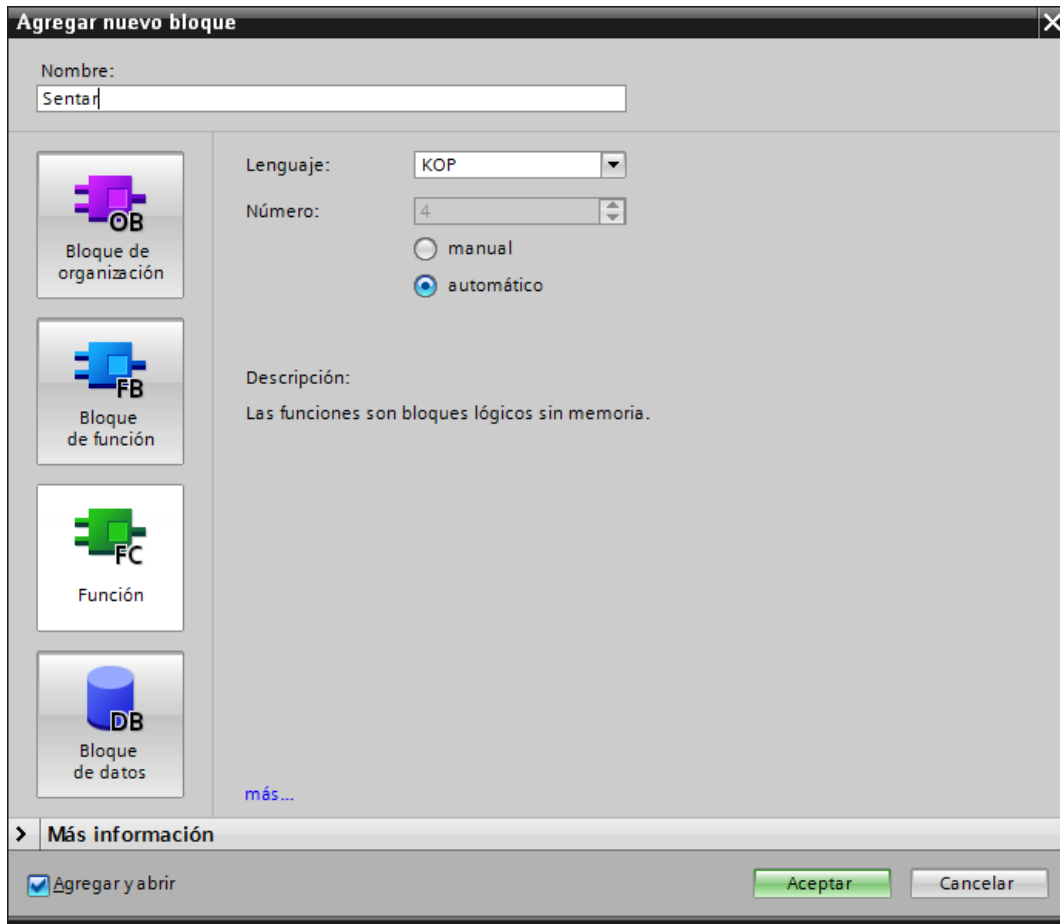 Agregar nuevo bloque
Nombre:
Sentar
OB
Bloque de
organización
FB
Bloque
de función
FC
Función
DB
Bloque
de datos
Lenguaje:
KOP
Número:
4
manual
automático
Descripción:
Las funciones son bloques lógicos sin memoria.
más...
Más información
Agregar y abrir
Aceptar
Cancelar